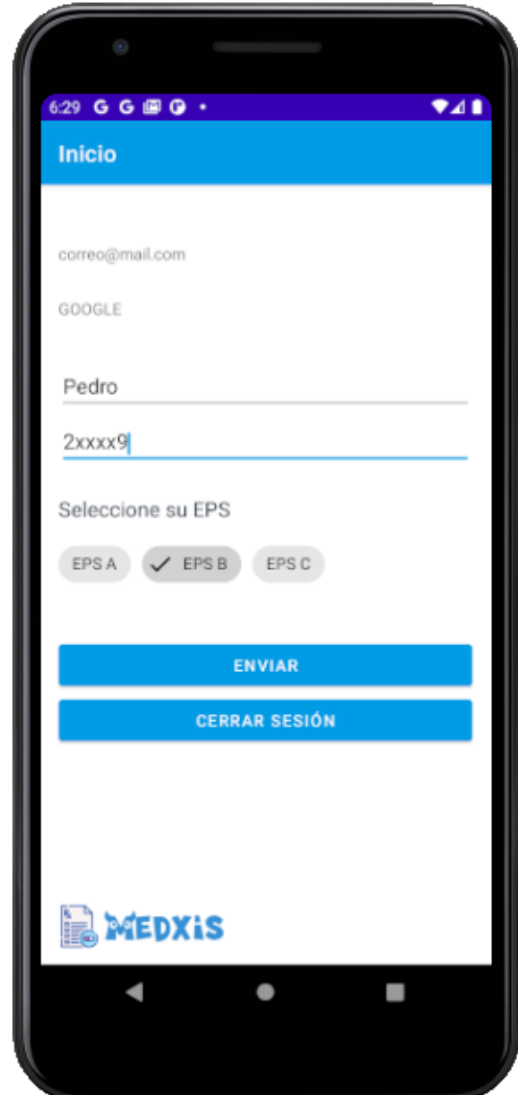 6:29 G G
Inicio
correo@mail.com
GOOGLE
Pedro
2xxxx9
Seleccione su EPS
EPS A EPS B EPS C
ENVIAR
CERRAR SESIÓN
MEDXiS